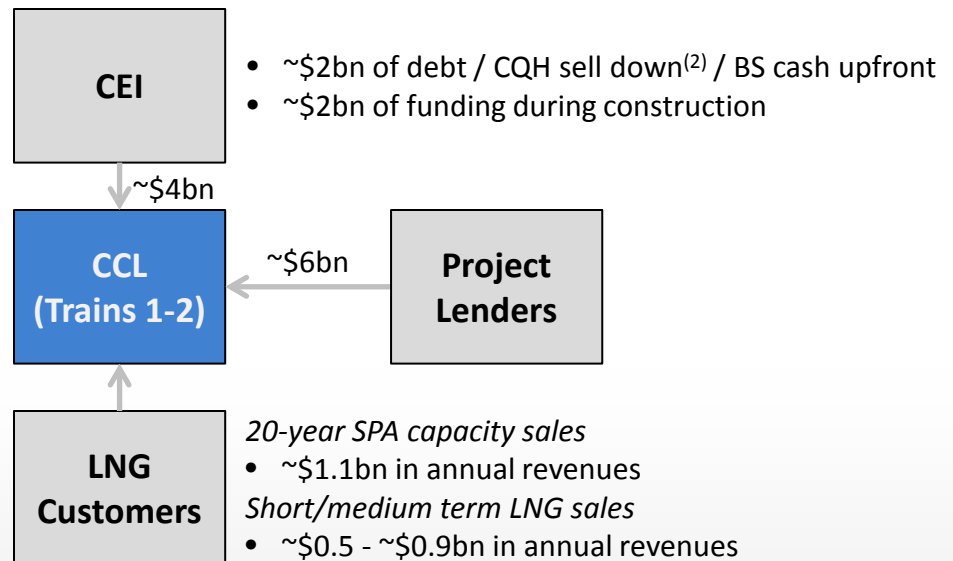 CEI
• ~$2bn of debt / CQH sell down(2) / BS cash upfront
• ~$2bn of funding during construction
~$4bn
CCL
(Trains 1-2)
~$6bn
Project
Lenders
LNG
Customers
20-year SPA capacity sales
• ~$1.1bn in annual revenues
Short/medium term LNG sales
• ~$0.5 - ~$0.9bn in annual revenues